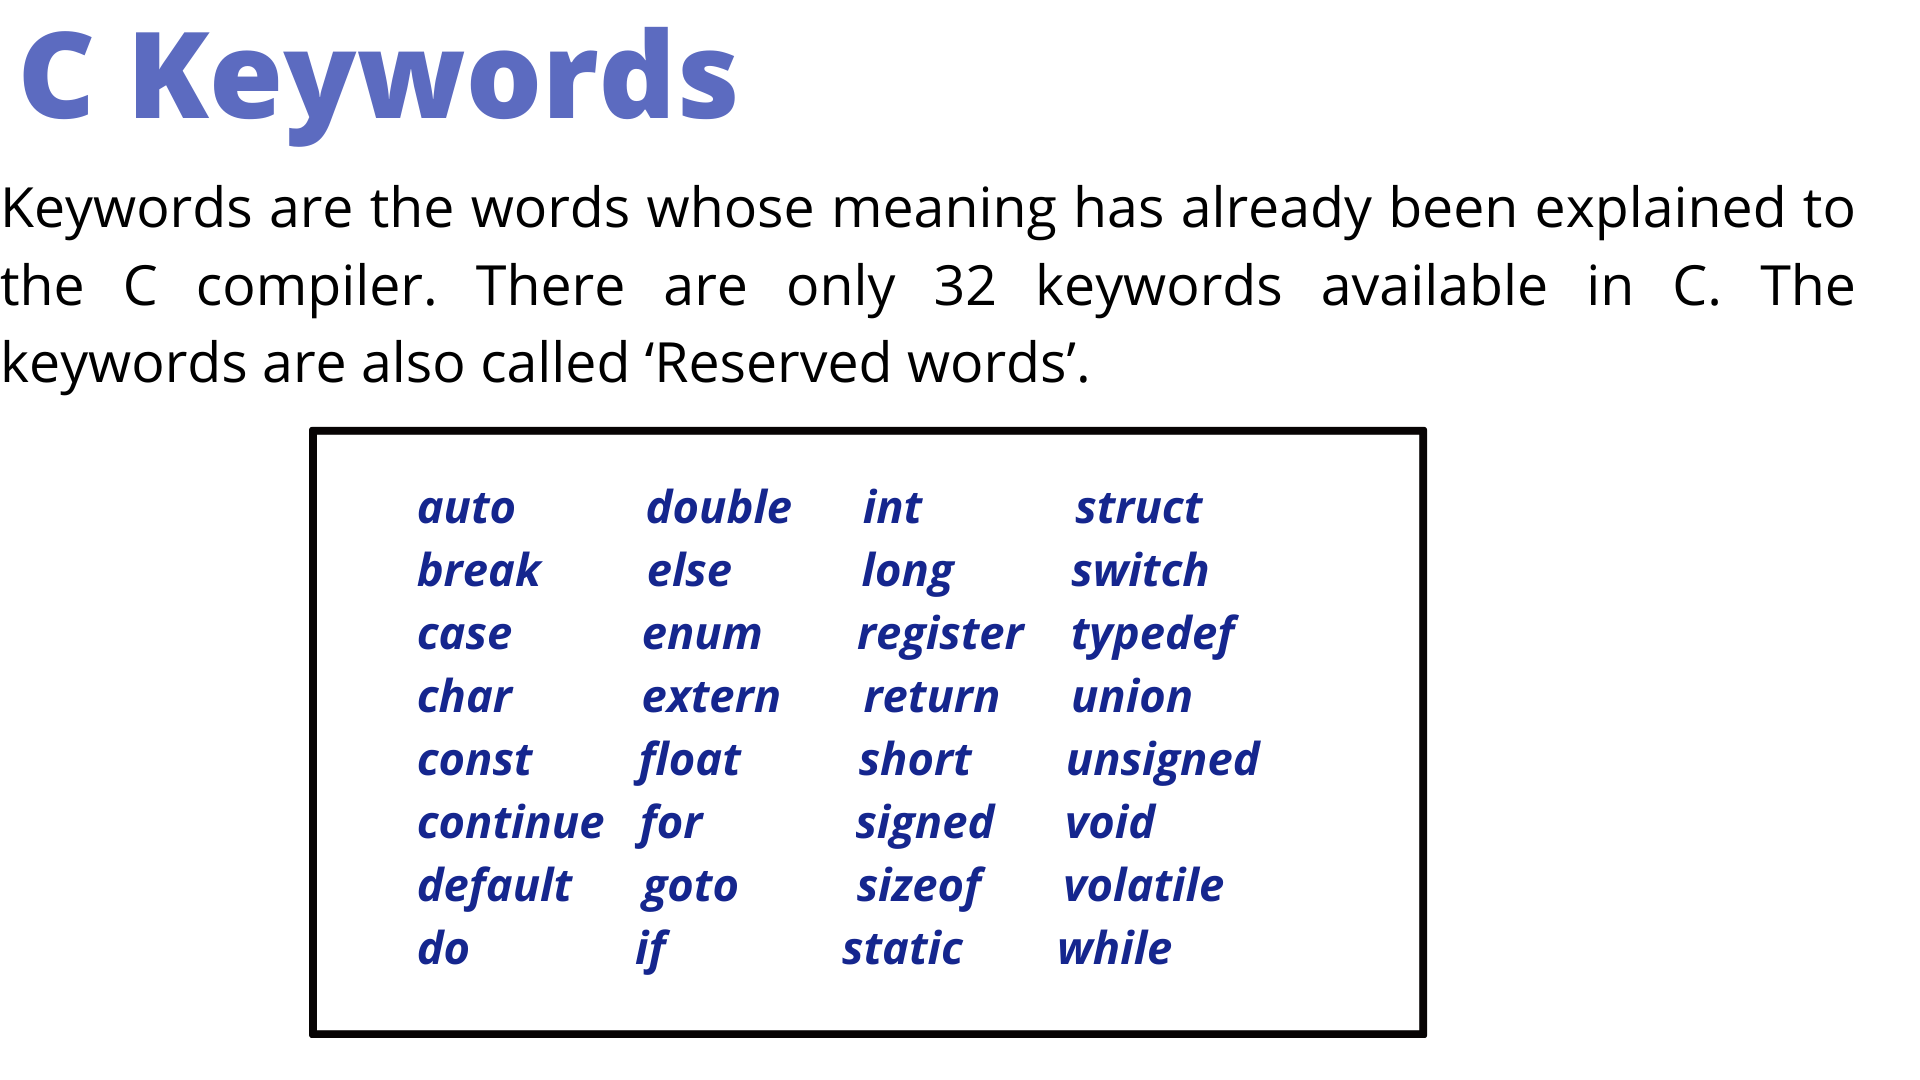 C Keywords
Keywords are the words whose meaning has already been explained to
the C compiler. There are only 32 keywords available in C. The
keywords are also called ‘Reserved words’.
auto double int struct
break else long switch
case enum register typedef
char extern return union
const float short unsigned
continue for signed void
default goto sizeof volatile
do if static while